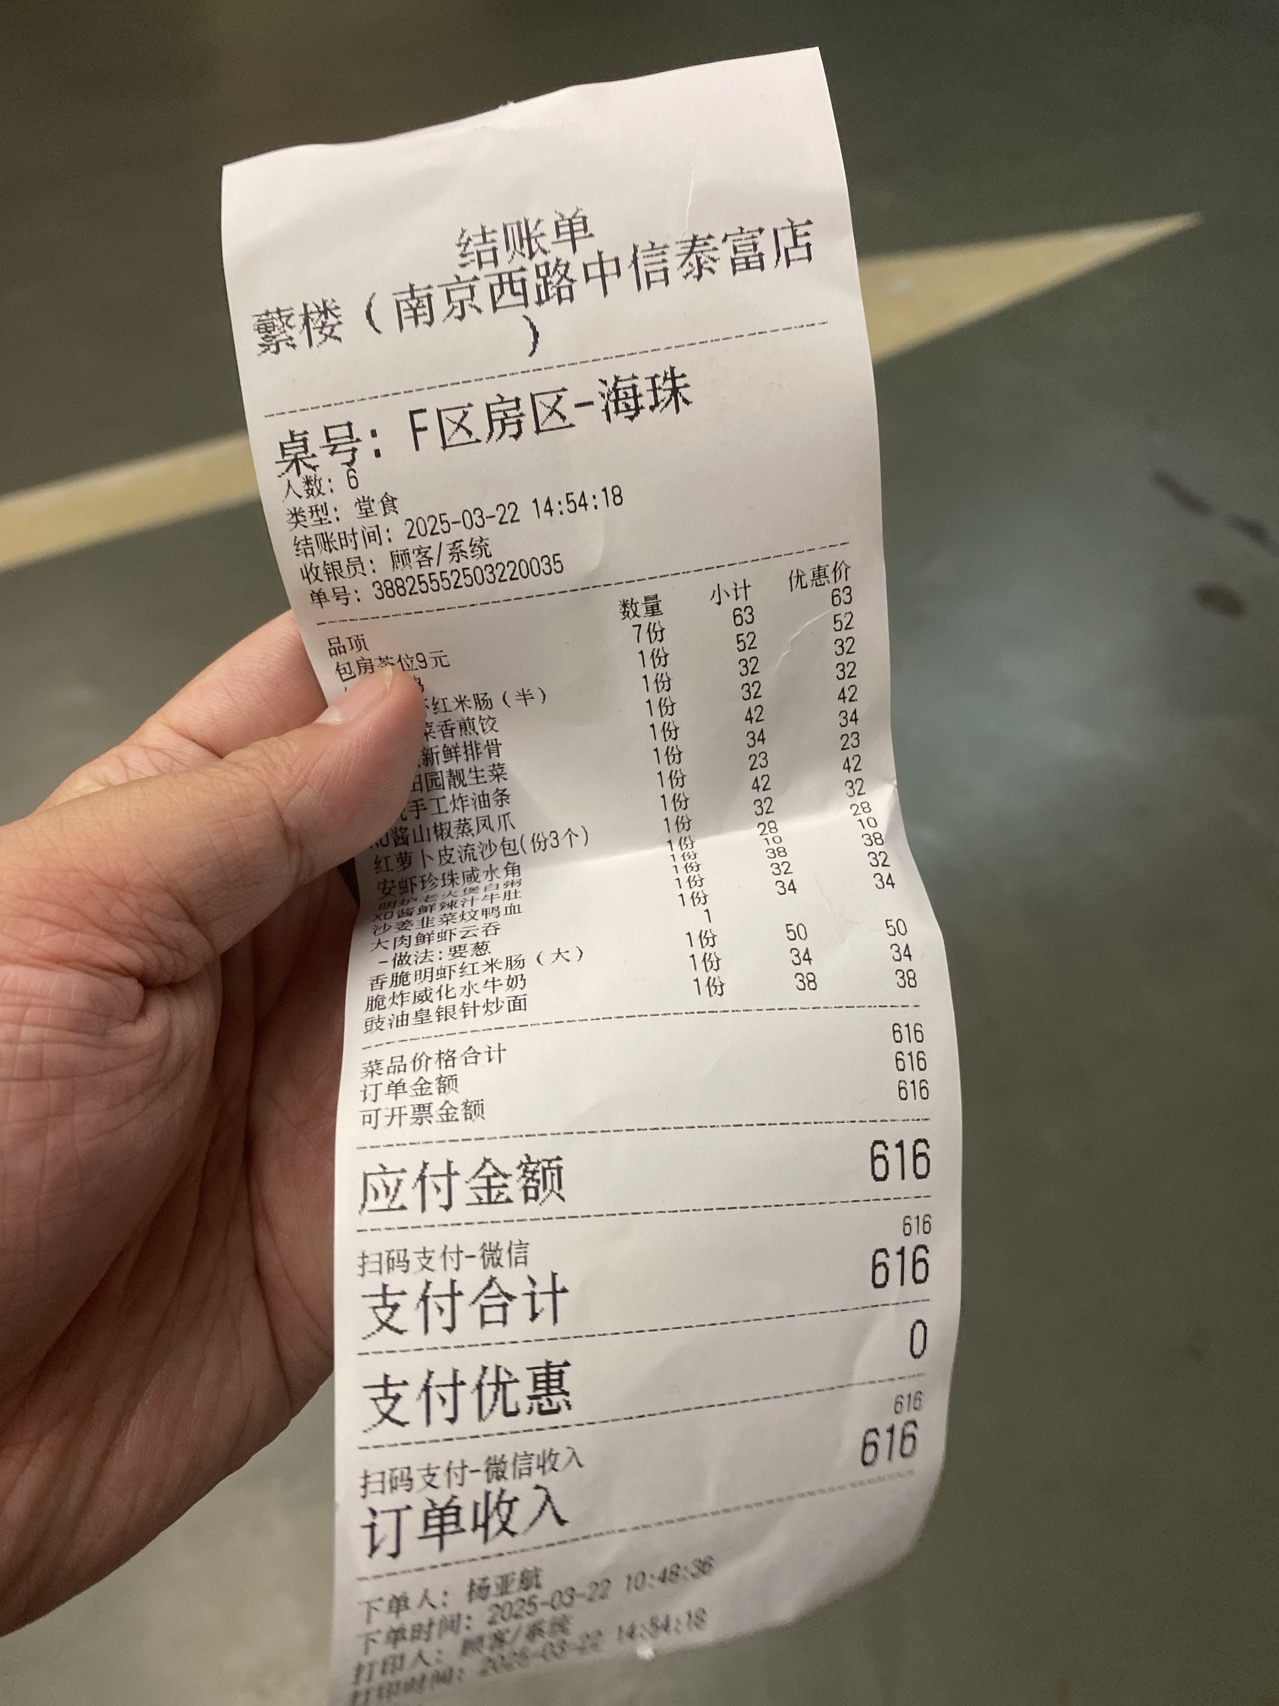 结账单
蘩楼（南京西路中信泰富店
）
桌号：F区房区-海珠
人数：6
类型：堂食
结账时间：2025-03-22 14:54:18
收银员：顾客/系统
单号：388255552503220035
品项 数量 小计 优惠价
包房茶位9元 7份 63 63
1份 52 52
红米肠（半） 1份 32 32
菜香煎饺 1份 32 32
新鲜排骨 1份 42 42
田园靓生菜 1份 34 34
手工炸油条 1份 23 23
XO酱山椒蒸凤爪 1份 42 42
红萝卜皮流沙包(份3个) 1份 32 32
安虾珍珠咸水角 1份 28 28
明炉老火煲白粥 1份 10 10
XO酱鲜辣汁牛肚 1份 38 38
沙姜韭菜炆鸭血 1份 32 32
大肉鲜虾云吞 1份 34 34
-做法:要葱 1
香脆明虾红米肠（大） 1份 50 50
脆炸威化水牛奶 1份 34 34
豉油皇银针炒面 1份 38 38
菜品价格合计 616
订单金额 616
可开票金额 616
应付金额 616
扫码支付-微信 616
支付合计 616
支付优惠 0
扫码支付-微信收入 616
订单收入 616
下单人：杨亚航
下单时间：2025-03-22 10:48:36
打印人：顾客/系统
打印时间：2025-03-22 14:54:18